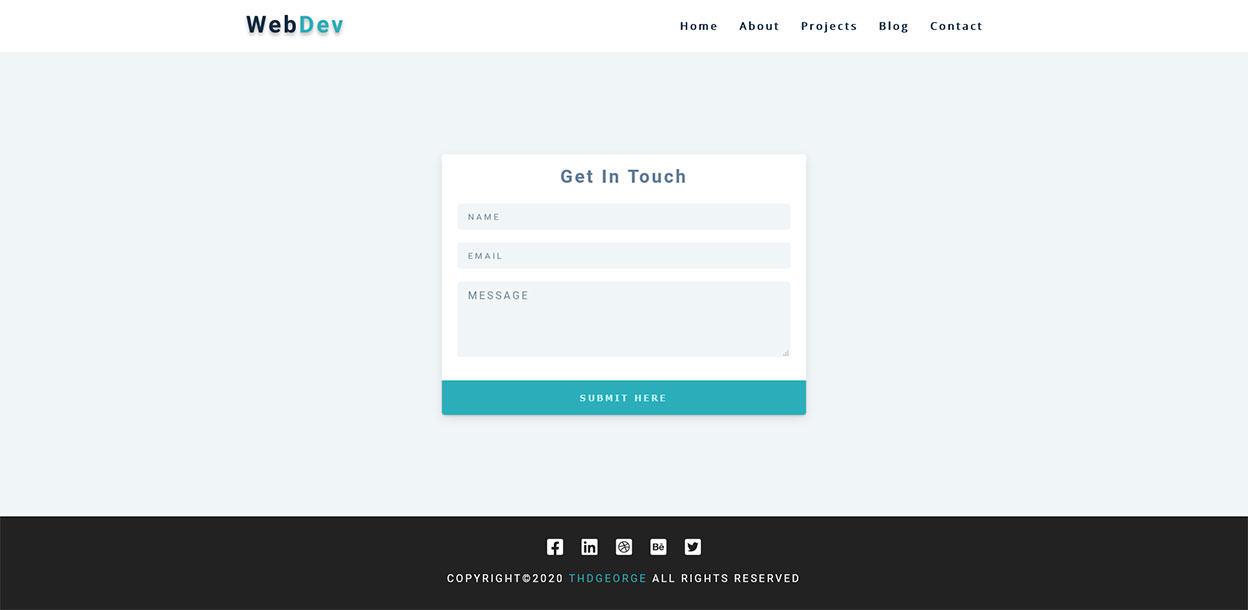 WebDev
Home About Projects Blog Contact
Get In Touch
NAME
EMAIL
MESSAGE
SUBMIT HERE
Bē
COPYRIGHT©2020 THDGEORGE ALL RIGHTS RESERVED